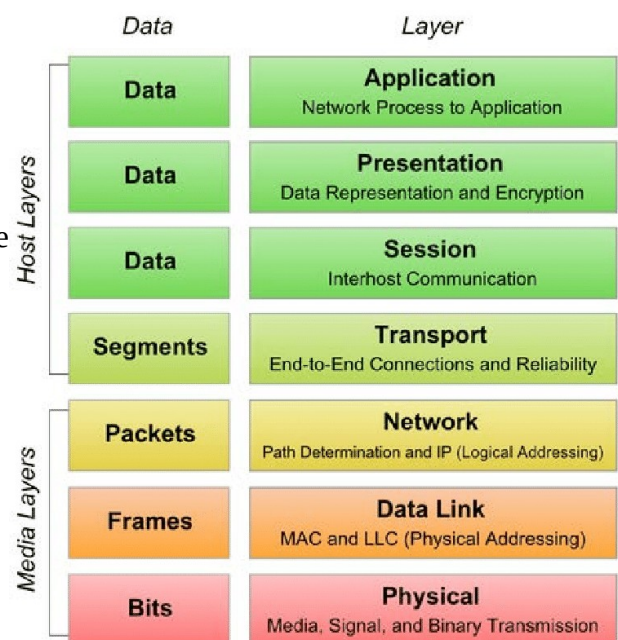 Data Layer
Data Application
Network Process to Application
Data Presentation
Data Representation and Encryption
Data Session
Interhost Communication
Segments Transport
End-to-End Connections and Reliability
Host Layers
Packets Network
Path Determination and IP (Logical Addressing)
Frames Data Link
MAC and LLC (Physical Addressing)
Bits Physical
Media, Signal, and Binary Transmission
Media Layers
e